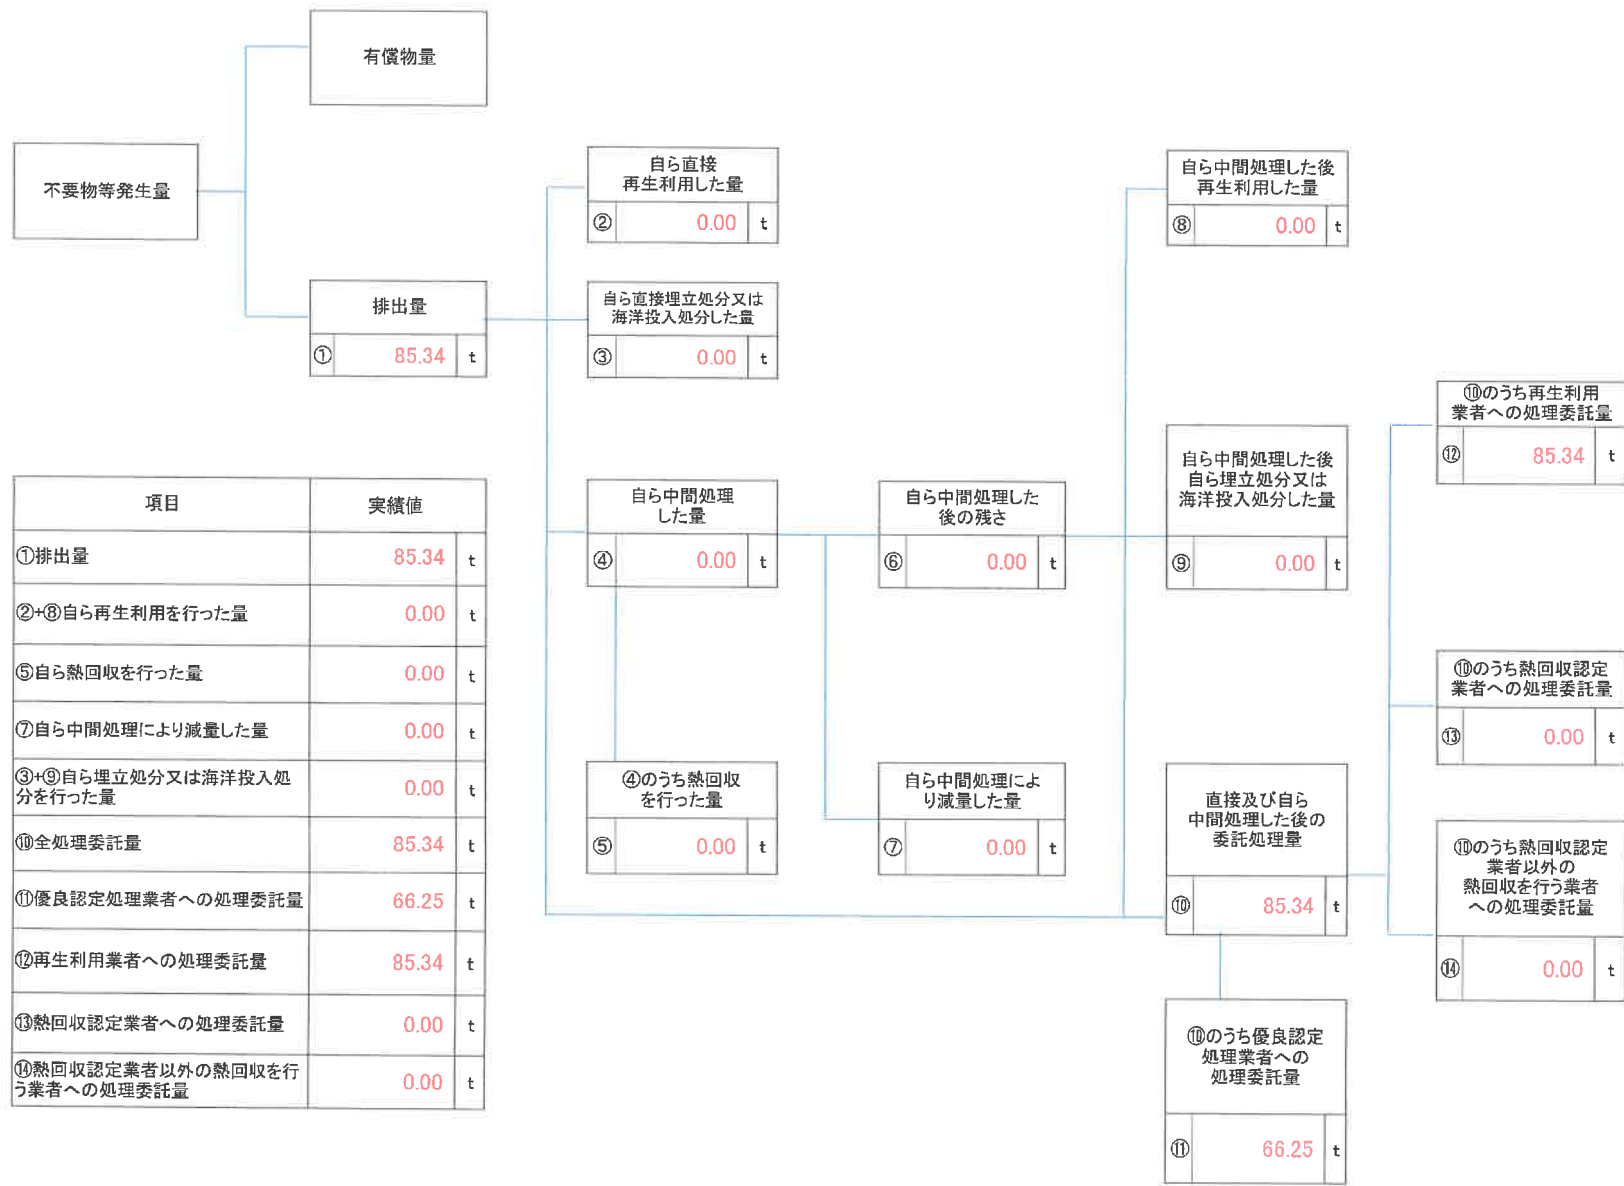 有償物量
不要物等発生量
排出量
① 85.34 t
自ら直接
再生利用した量
② 0.00 t
自ら直接埋立処分又は
海洋投入処分した量
③ 0.00 t
自ら中間処理
した量
④ 0.00 t
④のうち熱回収
を行った量
⑤ 0.00 t
自ら中間処理した
後の残さ
⑥ 0.00 t
自ら中間処理によ
り減量した量
⑦ 0.00 t
自ら中間処理した後
再生利用した量
⑧ 0.00 t
自ら中間処理した後
自ら埋立処分又は
海洋投入処分した量
⑨ 0.00 t
直接及び自ら
中間処理した後の
委託処理量
⑩ 85.34 t
⑩のうち優良認定
処理業者への
処理委託量
⑪ 66.25 t
⑩のうち再生利用
業者への処理委託量
⑫ 85.34 t
⑩のうち熱回収認定
業者への処理委託量
⑬ 0.00 t
⑩のうち熱回収認定
業者以外の
熱回収を行う業者
への処理委託量
⑭ 0.00 t
項目 実績値
①排出量 85.34 t
②+⑧自ら再生利用を行った量 0.00 t
⑤自ら熱回収を行った量 0.00 t
⑦自ら中間処理により減量した量 0.00 t
③+⑨自ら埋立処分又は海洋投入処
分を行った量 0.00 t
⑩全処理委託量 85.34 t
⑪優良認定処理業者への処理委託量 66.25 t
⑫再生利用業者への処理委託量 85.34 t
⑬熱回収認定業者への処理委託量 0.00 t
⑭熱回収認定業者以外の熱回収を行
う業者への処理委託量 0.00 t